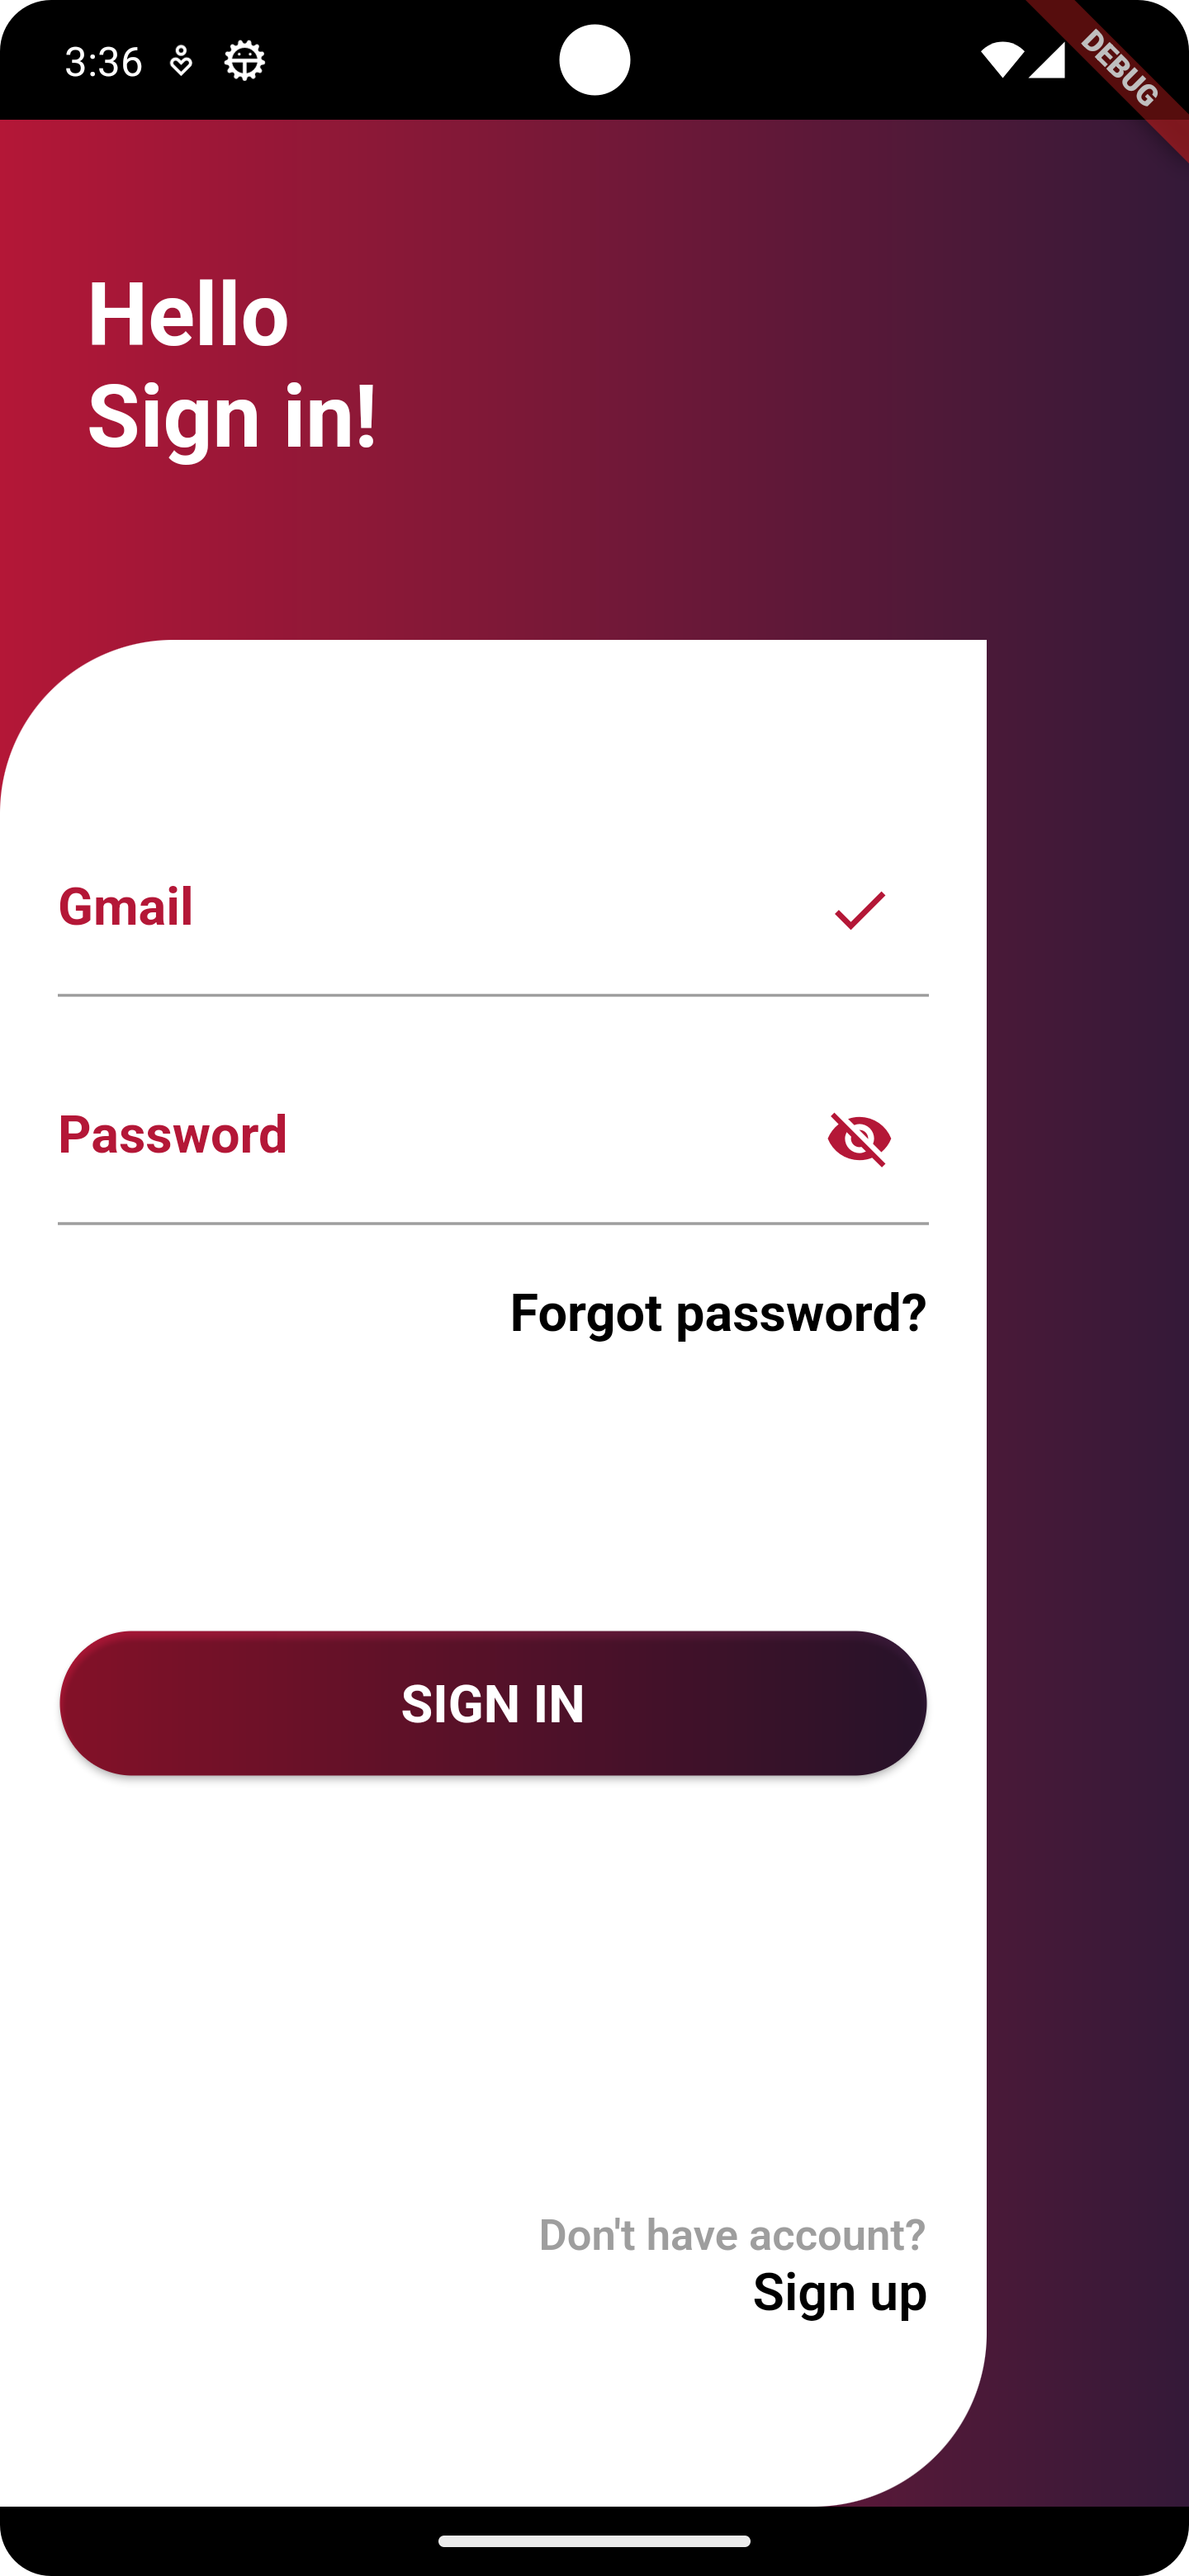 3:36
DEBUG
Hello
Sign in!
Gmail
Password
Forgot password?
SIGN IN
Don't have account?
Sign up